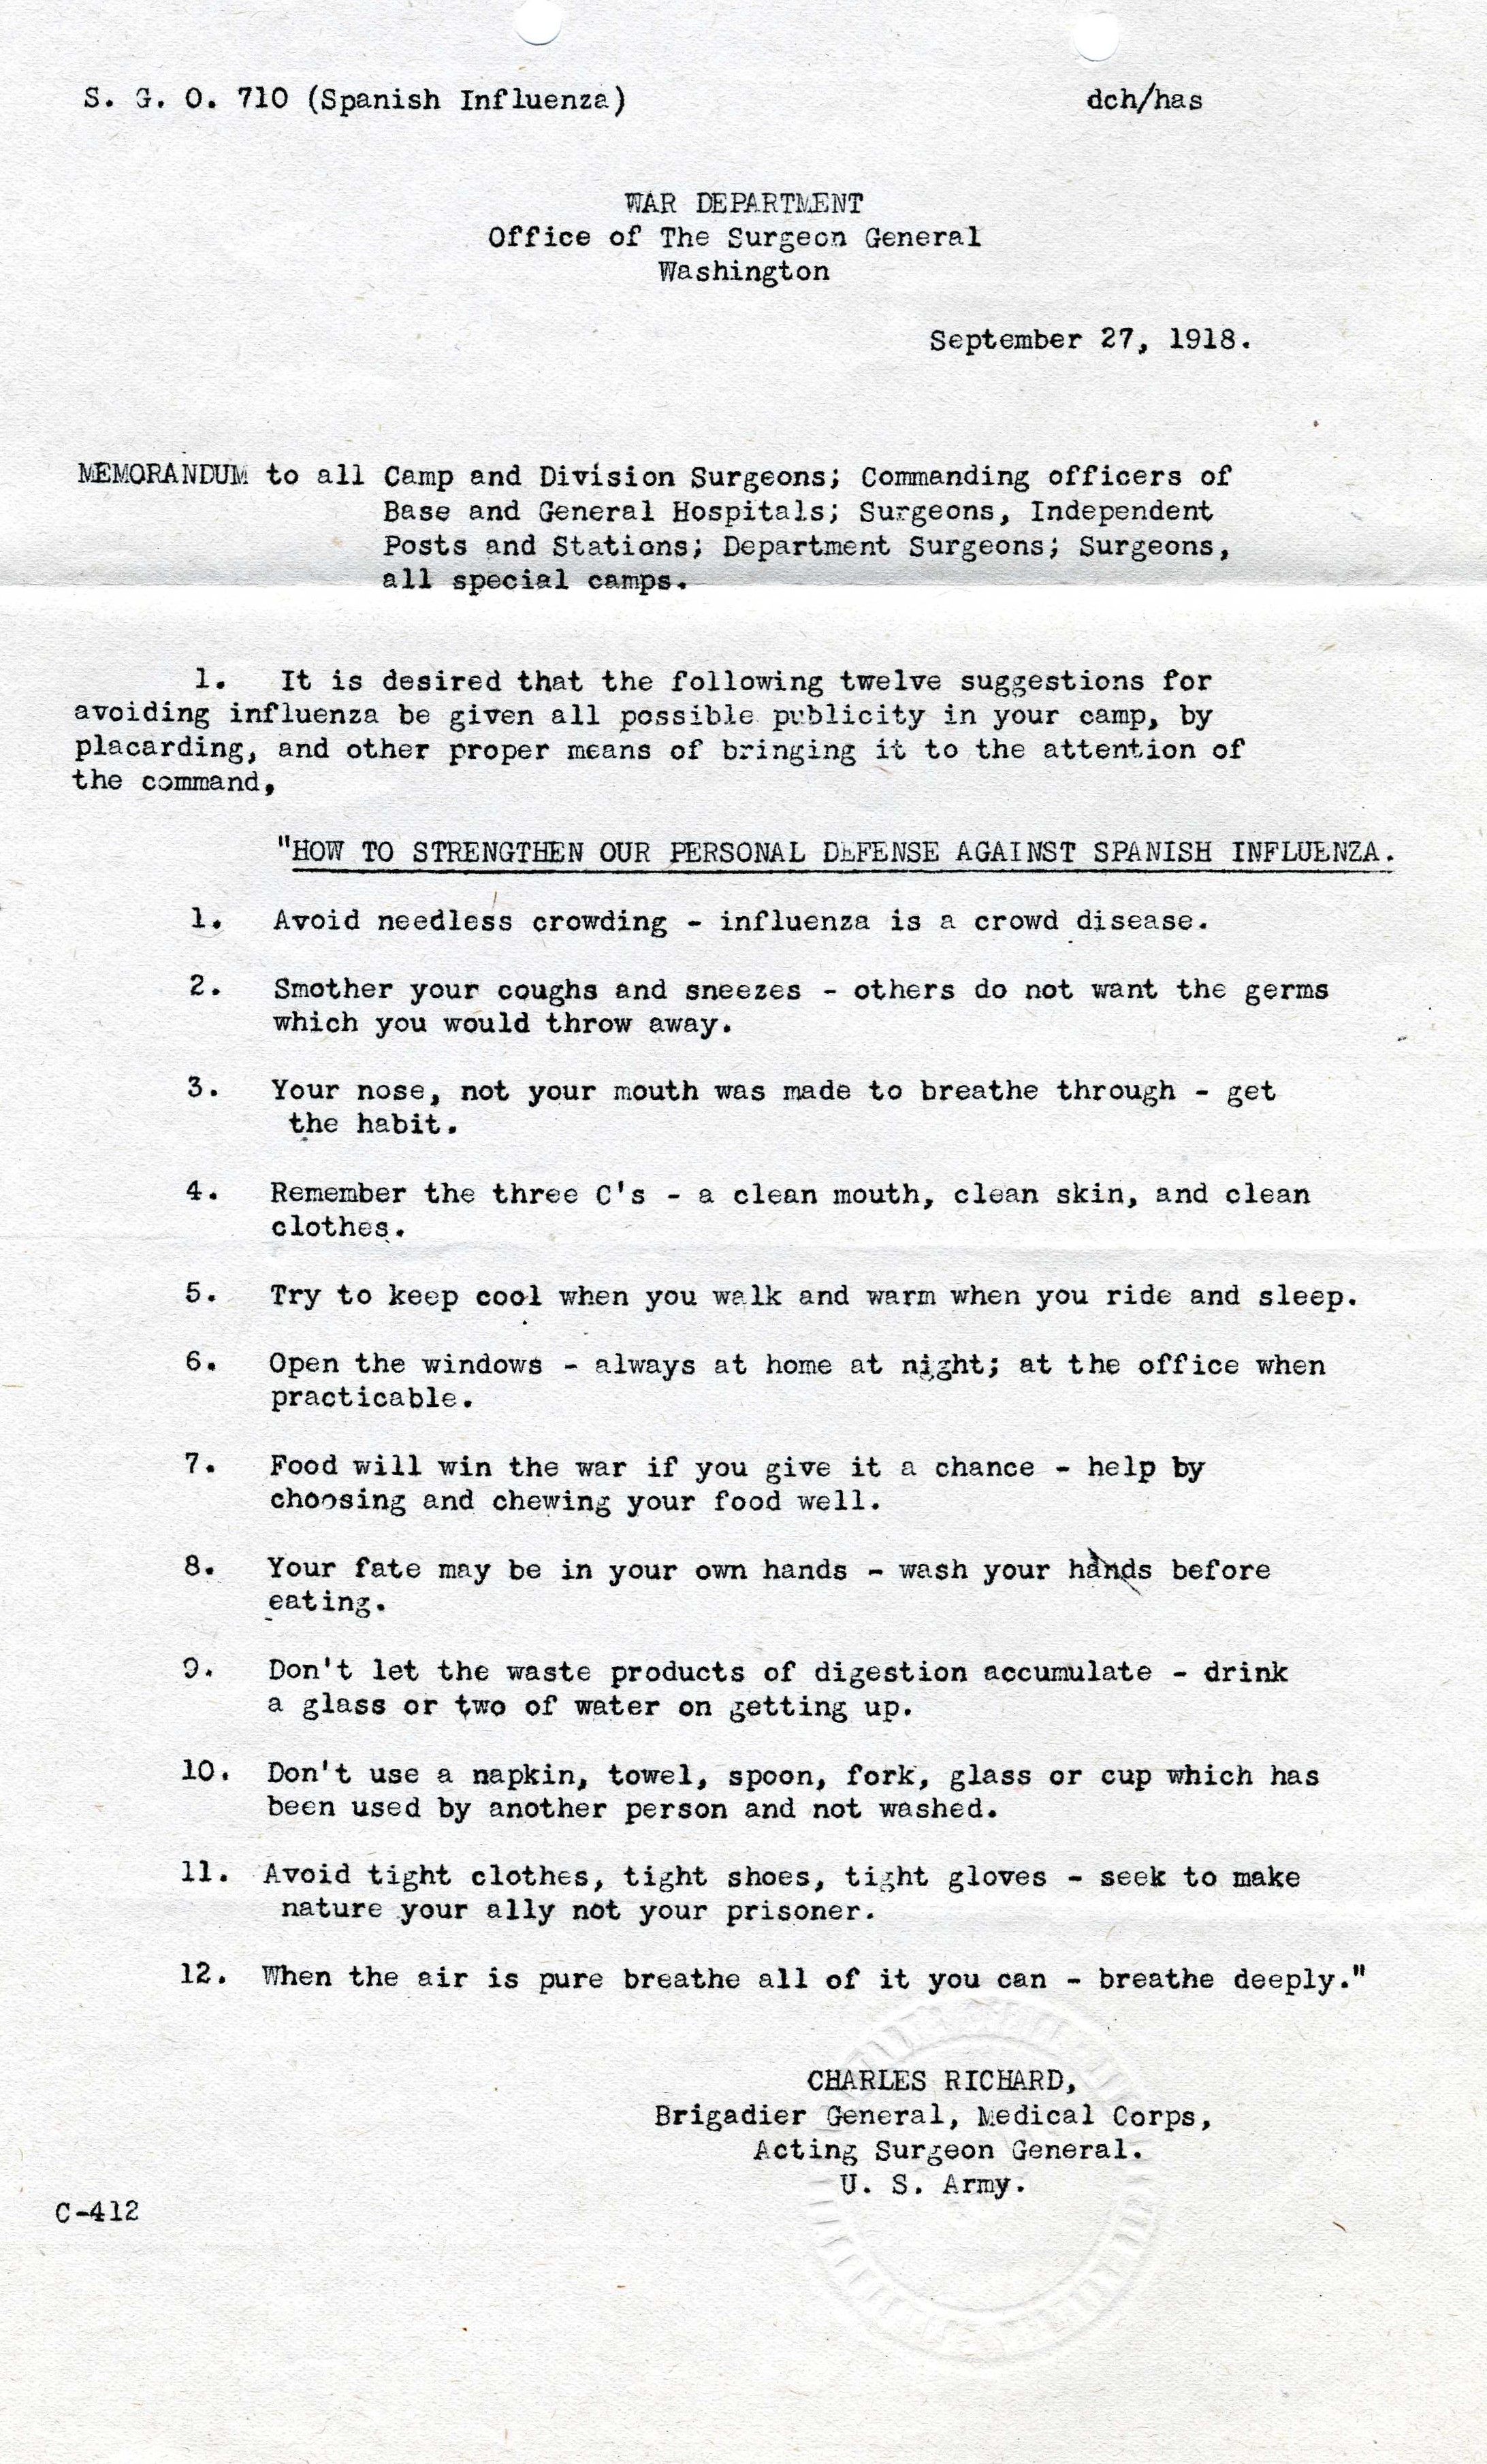 S. G. O. 710 (Spanish Influenza) dch/has
WAR DEPARTMENT
Office of The Surgeon General
Washington
September 27, 1918.
MEMORANDUM to all Camp and Division Surgeons; Commanding officers of
Base and General Hospitals; Surgeons, Independent
Posts and Stations; Department Surgeons; Surgeons,
all special camps.
1. It is desired that the following twelve suggestions for
avoiding influenza be given all possible publicity in your camp, by
placarding, and other proper means of bringing it to the attention of
the command,
"HOW TO STRENGTHEN OUR PERSONAL DEFENSE AGAINST SPANISH INFLUENZA.
1. Avoid needless crowding - influenza is a crowd disease.
2. Smother your coughs and sneezes - others do not want the germs
which you would throw away.
3. Your nose, not your mouth was made to breathe through - get
the habit.
4. Remember the three C's - a clean mouth, clean skin, and clean
clothes.
5. Try to keep cool when you walk and warm when you ride and sleep.
6. Open the windows - always at home at night; at the office when
practicable.
7. Food will win the war if you give it a chance - help by
choosing and chewing your food well.
8. Your fate may be in your own hands - wash your hands before
eating.
9. Don't let the waste products of digestion accumulate - drink
a glass or two of water on getting up.
10. Don't use a napkin, towel, spoon, fork, glass or cup which has
been used by another person and not washed.
11. Avoid tight clothes, tight shoes, tight gloves - seek to make
nature your ally not your prisoner.
12. When the air is pure breathe all of it you can - breathe deeply."
CHARLES RICHARD,
Brigadier General, Medical Corps,
Acting Surgeon General.
U. S. Army.
C-412